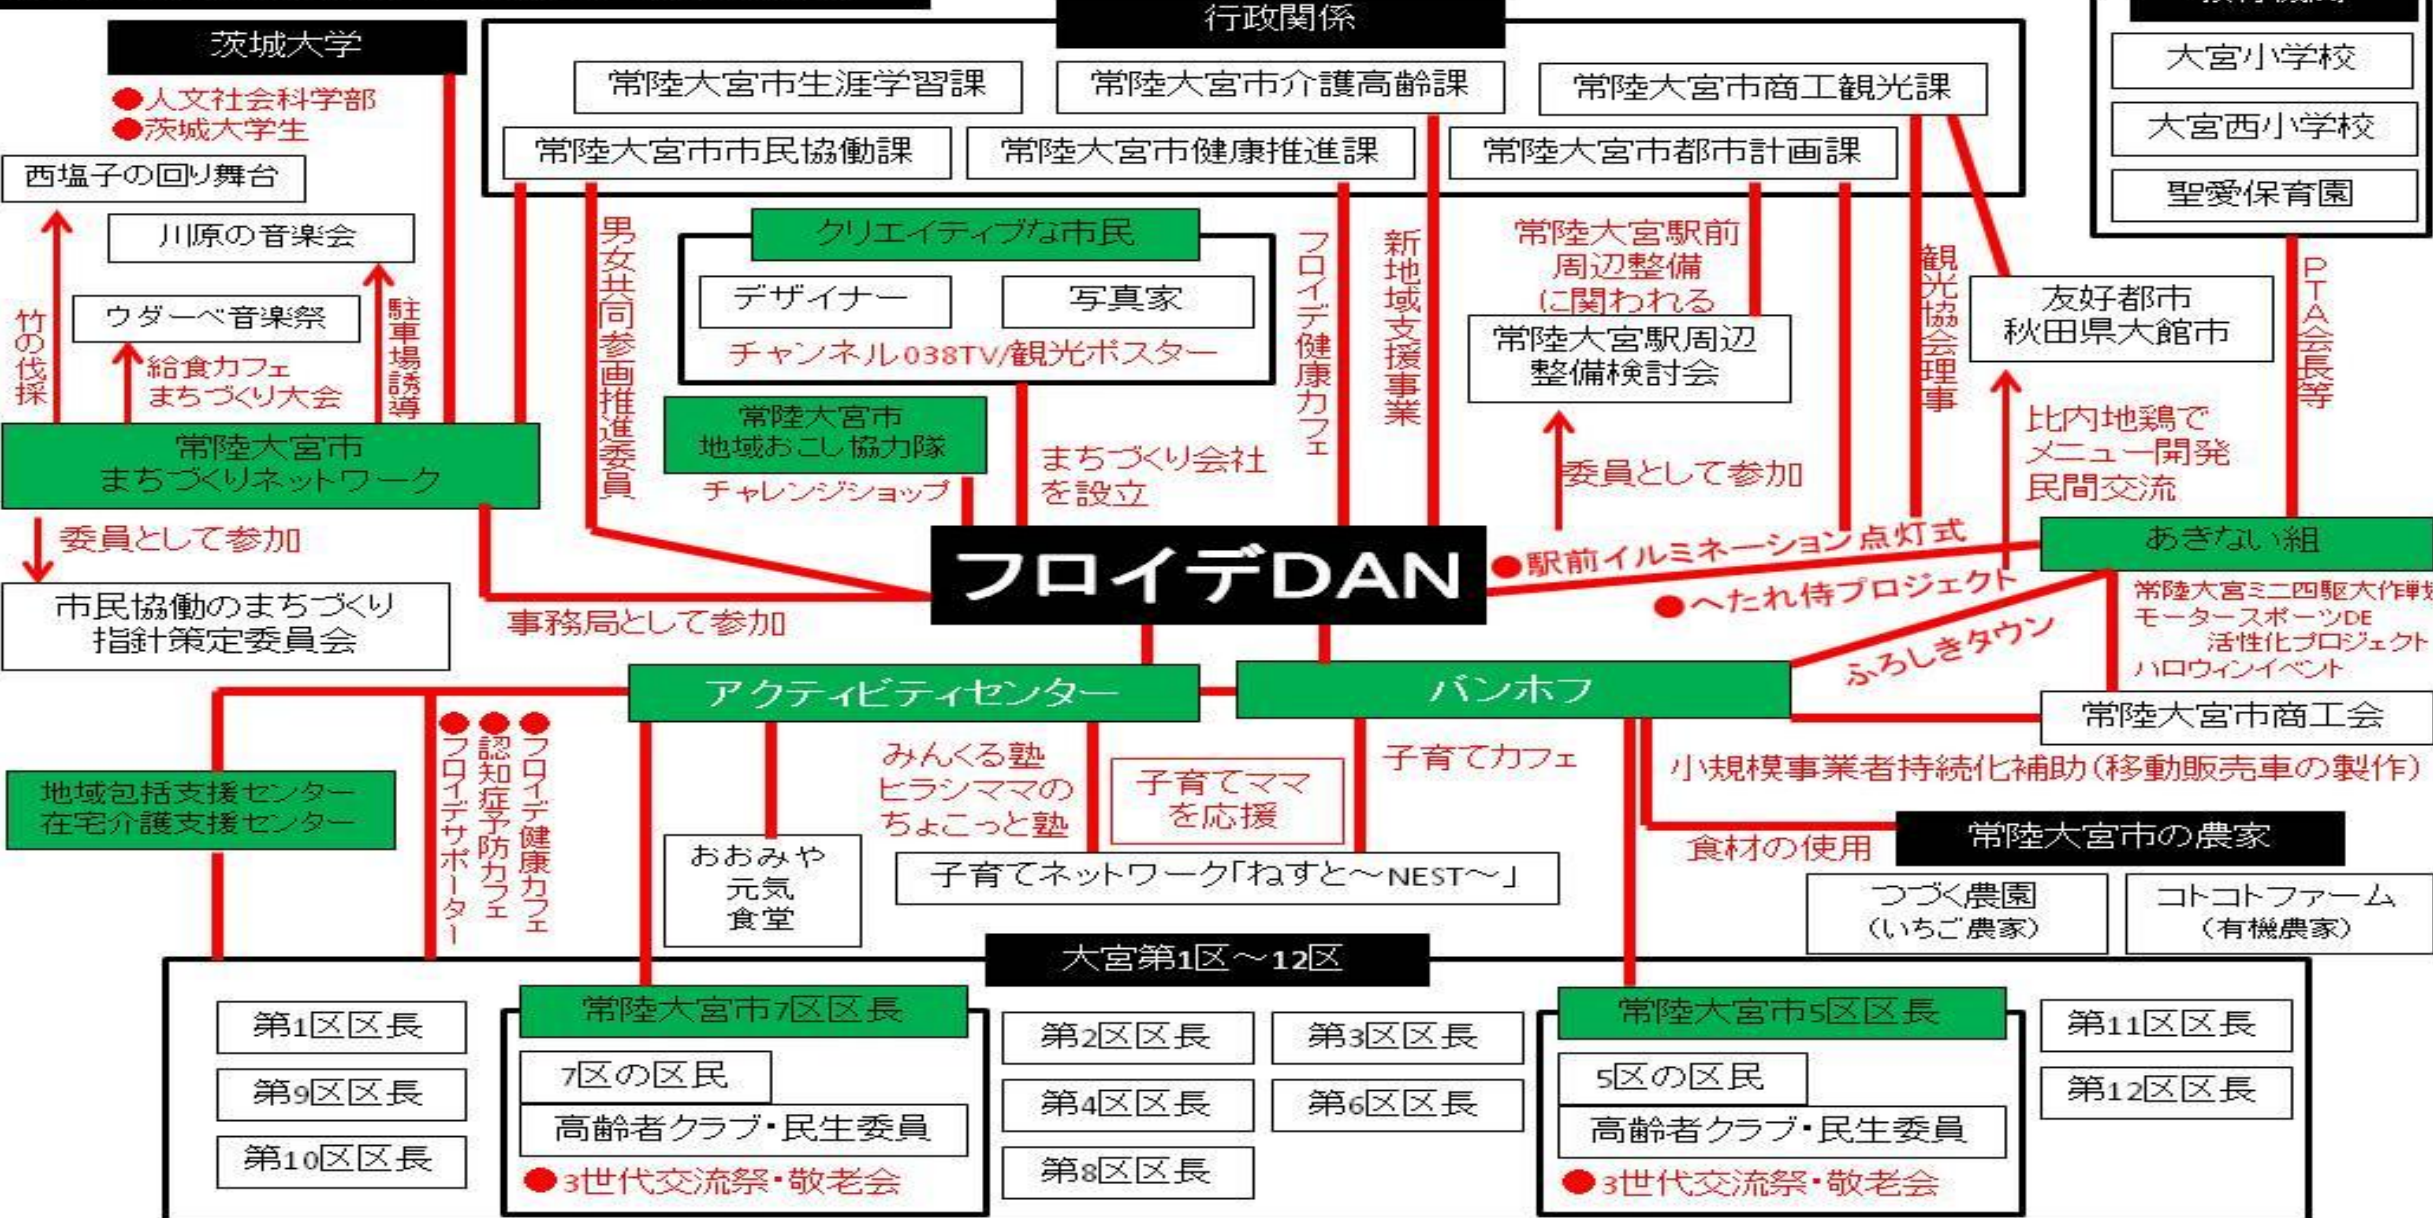 行政関係
茨城大学
●人文社会科学部
●茨城大学生
常陸大宮市生涯学習課
常陸大宮市介護高齢課
常陸大宮市商工観光課
常陸大宮市市民協働課
常陸大宮市健康推進課
常陸大宮市都市計画課
大宮小学校
大宮西小学校
聖愛保育園
西塩子の回り舞台
川原の音楽会
ウダーベ音楽祭
竹の伐採
給食カフェ
まちづくり大会
駐車場誘導
男女共同参画推進委員
クリエイティブな市民
デザイナー
写真家
チャンネル038TV/観光ポスター
フロイデ健康カフェ
新地域支援事業
常陸大宮駅前
周辺整備
に関われる
常陸大宮駅周辺
整備検討会
観光協会理事
友好都市
秋田県大館市
PTA会長等
常陸大宮市
まちづくりネットワーク
常陸大宮市
地域おこし協力隊
チャレンジショップ
まちづくり会社
を設立
委員として参加
比内地鶏で
メニュー開発
民間交流
委員として参加
市民協働のまちづくり
指針策定委員会
事務局として参加
フロイデDAN
●駅前イルミネーション点灯式
●へたれ侍プロジェクト
ふろしきタウン
あきない組
常陸大宮ミニ四駆大作戦
モータースポーツDE
活性化プロジェクト
ハロウィンイベント
アクティビティセンター
バンホフ
常陸大宮市商工会
地域包括支援センター
在宅介護支援センター
●フロイデ健康カフェ
●認知症予防カフェ
●フロイデサポーター
みんくる塾
ヒラシママの
ちょこっと塾
子育てママ
を応援
子育てカフェ
小規模事業者持続化補助(移動販売車の製作)
おおみや
元気
食堂
子育てネットワーク「ねすと〜NEST〜」
食材の使用
常陸大宮市の農家
つづく農園
(いちご農家)
コトコトファーム
(有機農家)
大宮第1区〜12区
第1区区長
第9区区長
第10区区長
常陸大宮市7区区長
7区の区民
高齢者クラブ・民生委員
●3世代交流祭・敬老会
第2区区長
第3区区長
第4区区長
第6区区長
第8区区長
常陸大宮市5区区長
5区の区民
高齢者クラブ・民生委員
●3世代交流祭・敬老会
第11区区長
第12区区長